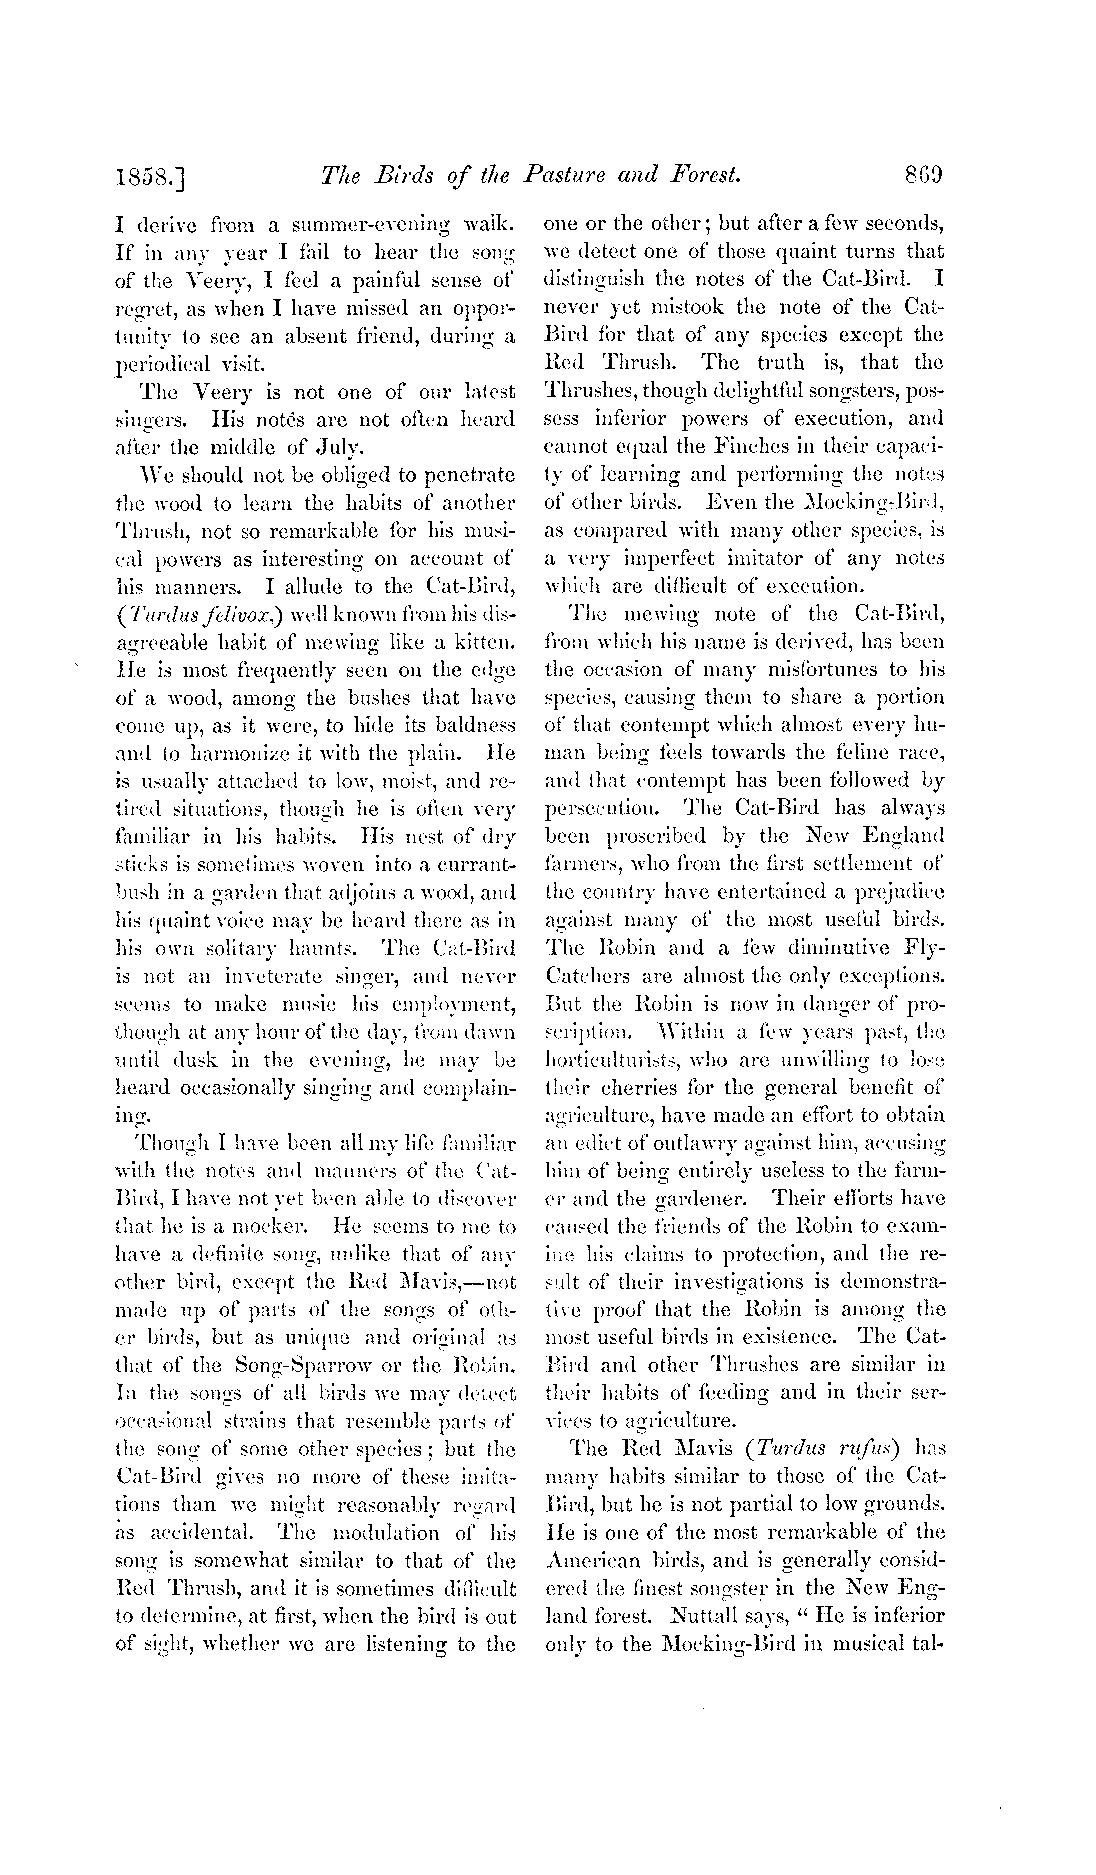 1858.] The Birds of the Pasture and Forest. 869
I derive from a summer-evening walk.
If in any year I fail to hear the song
of the Veery, I feel a painful sense of
regret, as when I have missed an oppor-
tunity to see an absent friend, during a
periodical visit.
The Veery is not one of our latest
singers. His notes are not often heard
after the middle of July.
We should not be obliged to penetrate
the wood to learn the habits of another
Thrush, not so remarkable for his musi-
cal powers as interesting on account of
his manners. I allude to the Cat-Bird,
(Turdus felivox,) well known from his dis-
agreeable habit of mewing like a kitten.
He is most frequently seen on the edge
of a wood, among the bushes that have
come up, as it were, to hide its baldness
and to harmonize it with the plain. He
is usually attached to low, moist, and re-
tired situations, though he is often very
familiar in his habits. His nest of dry
sticks is sometimes woven into a currant-
bush in a garden that adjoins a wood, and
his quaint voice may be heard there as in
his own solitary haunts. The Cat-Bird
is not an inveterate singer, and never
seems to make music his employment,
though at any hour of the day, from dawn
until dusk in the evening, he may be
heard occasionally singing and complain-
ing.
Though I have been all my life familiar
with the notes and manners of the Cat-
Bird, I have not yet been able to discover
that he is a mocker. He seems to me to
have a definite song, unlike that of any
other bird, except the Red Mavis,—not
made up of parts of the songs of oth-
er birds, but as unique and original as
that of the Song-Sparrow or the Robin.
In the songs of all birds we may detect
occasional strains that resemble parts of
the song of some other species; but the
Cat-Bird gives no more of these imita-
tions than we might reasonably regard
as accidental. The modulation of his
song is somewhat similar to that of the
Red Thrush, and it is sometimes difficult
to determine, at first, when the bird is out
of sight, whether we are listening to the
one or the other; but after a few seconds,
we detect one of those quaint turns that
distinguish the notes of the Cat-Bird. I
never yet mistook the note of the Cat-
Bird for that of any species except the
Red Thrush. The truth is, that the
Thrushes, though delightful songsters, pos-
sess inferior powers of execution, and
cannot equal the Finches in their capaci-
ty of learning and performing the notes
of other birds. Even the Mocking-Bird,
as compared with many other species, is
a very imperfect imitator of any notes
which are difficult of execution.
The mewing note of the Cat-Bird,
from which his name is derived, has been
the occasion of many misfortunes to his
species, causing them to share a portion
of that contempt which almost every hu-
man being feels towards the feline race,
and that contempt has been followed by
persecution. The Cat-Bird has always
been proscribed by the New England
farmers, who from the first settlement of
the country have entertained a prejudice
against many of the most useful birds.
The Robin and a few diminutive Fly-
Catchers are almost the only exceptions.
But the Robin is now in danger of pro-
scription. Within a few years past, the
horticulturists, who are unwilling to lose
their cherries for the general benefit of
agriculture, have made an effort to obtain
an edict of outlawry against him, accusing
him of being entirely useless to the farm-
er and the gardener. Their efforts have
caused the friends of the Robin to exam-
ine his claims to protection, and the re-
sult of their investigations is demonstra-
tive proof that the Robin is among the
most useful birds in existence. The Cat-
Bird and other Thrushes are similar in
their habits of feeding and in their ser-
vices to agriculture.
The Red Mavis (Turdus rufus) has
many habits similar to those of the Cat-
Bird, but he is not partial to low grounds.
He is one of the most remarkable of the
American birds, and is generally consid-
ered the finest songster in the New Eng-
land forest. Nuttall says, “ He is inferior
only to the Mocking-Bird in musical tal-